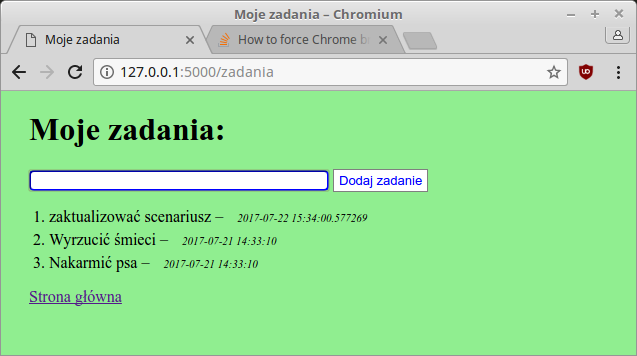 Moje zadania – Chromium
Moje zadania
How to force Chrome b
127.0.0.1:5000/zadania
Moje zadania:
Dodaj zadanie
1. zaktualizować scenariusz – 2017-07-22 15:34:00.577269
2. Wyrzucić śmieci – 2017-07-21 14:33:10
3. Nakarmić psa – 2017-07-21 14:33:10
Strona główna